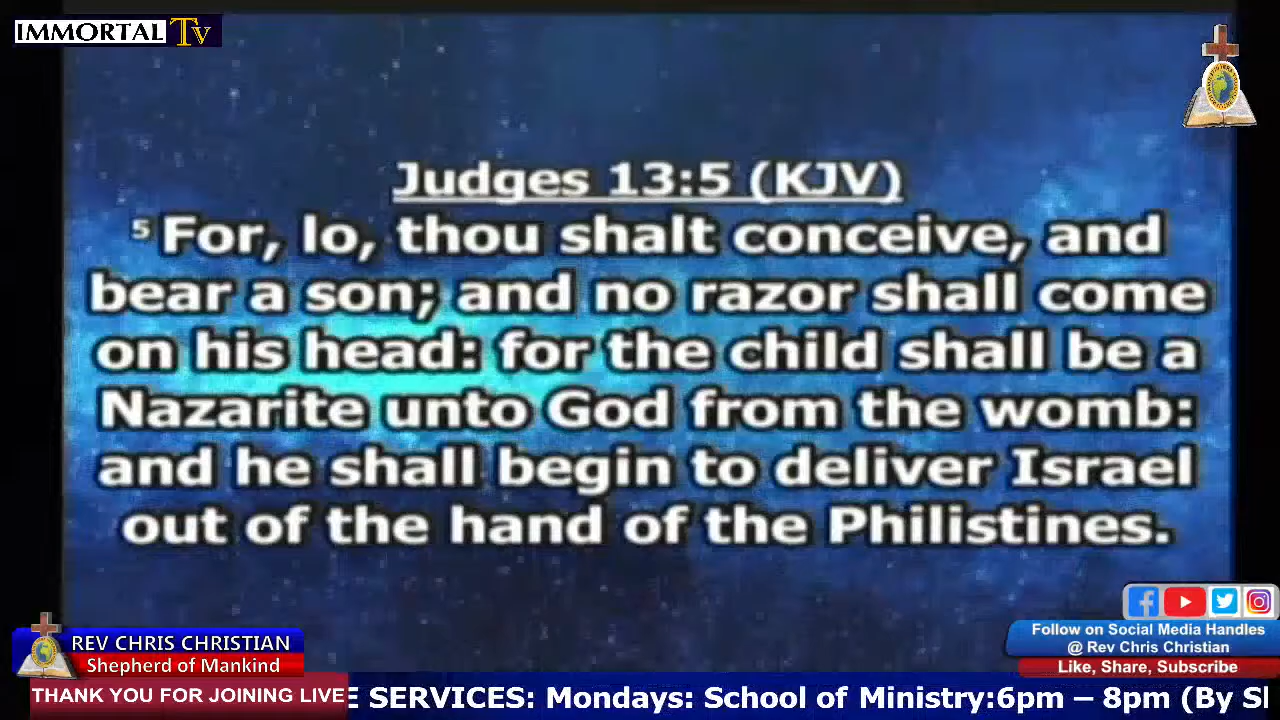 IMMORTAL Tv
Judges 13:5 (KJV)
5 For, lo, thou shalt conceive, and
bear a son; and no razor shall come
on his head: for the child shall be a
Nazarite unto God from the womb:
and he shall begin to deliver Israel
out of the hand of the Philistines.
REV CHRIS CHRISTIAN
Shepherd of Mankind
Follow on Social Media Handles
@ Rev Chris Christian
Like, Share, Subscribe
THANK YOU FOR JOINING LIVE
E SERVICES: Mondays: School of Ministry:6pm – 8pm (By